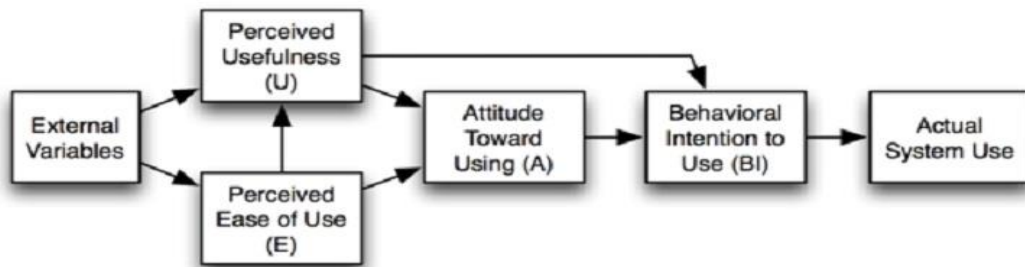 External
Variables
Perceived
Usefulness
(U)
Perceived
Ease of Use
(E)
Attitude
Toward
Using (A)
Behavioral
Intention to
Use (BI)
Actual
System Use